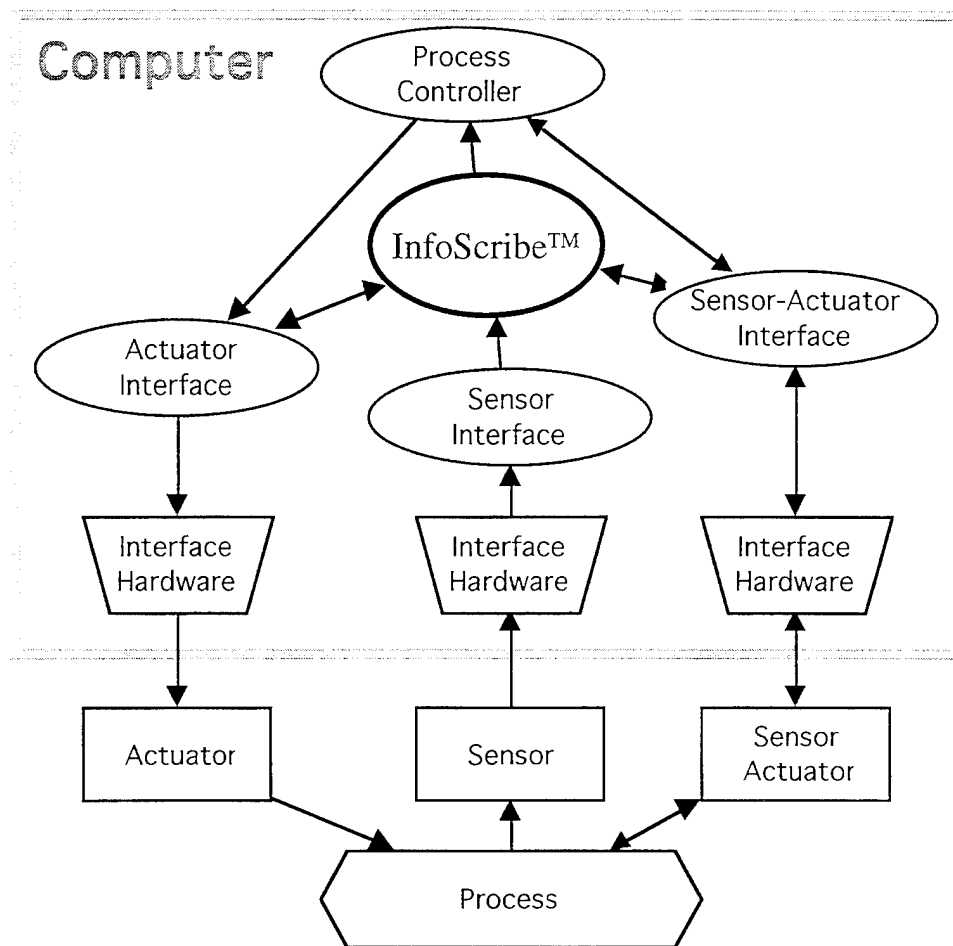 Computer
Process
Controller
InfoScribe™
Sensor-Actuator
Interface
Actuator
Interface
Sensor
Interface
Interface
Hardware
Interface
Hardware
Interface
Hardware
Actuator
Sensor
Sensor
Actuator
Process